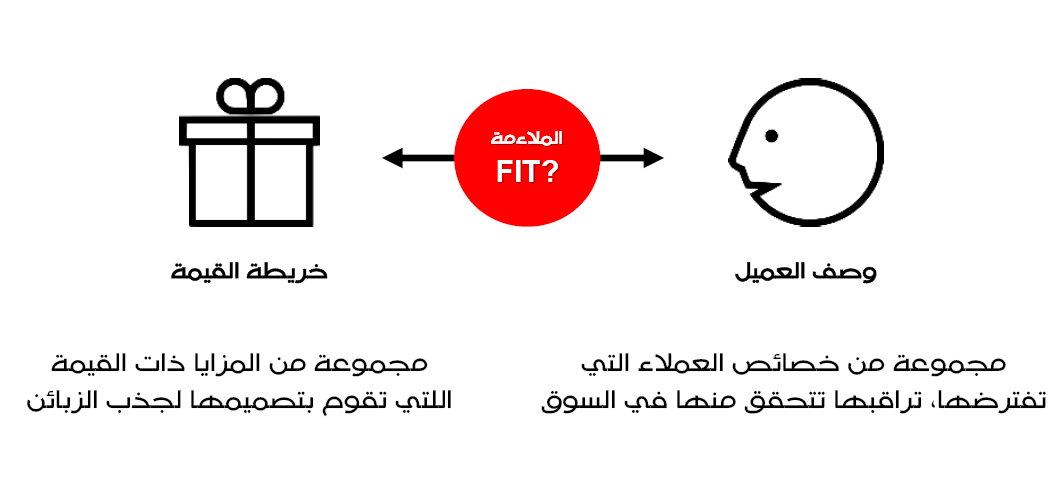 الملاءمة
FIT?
وصف العميل
خريطة القيمة
مجموعة من خصائص العملاء التي
تفترضها، تراقبها تتحقق منها في السوق
مجموعة من المزايا ذات القيمة
اللتي تقوم بتصميمها لجذب الزبائن